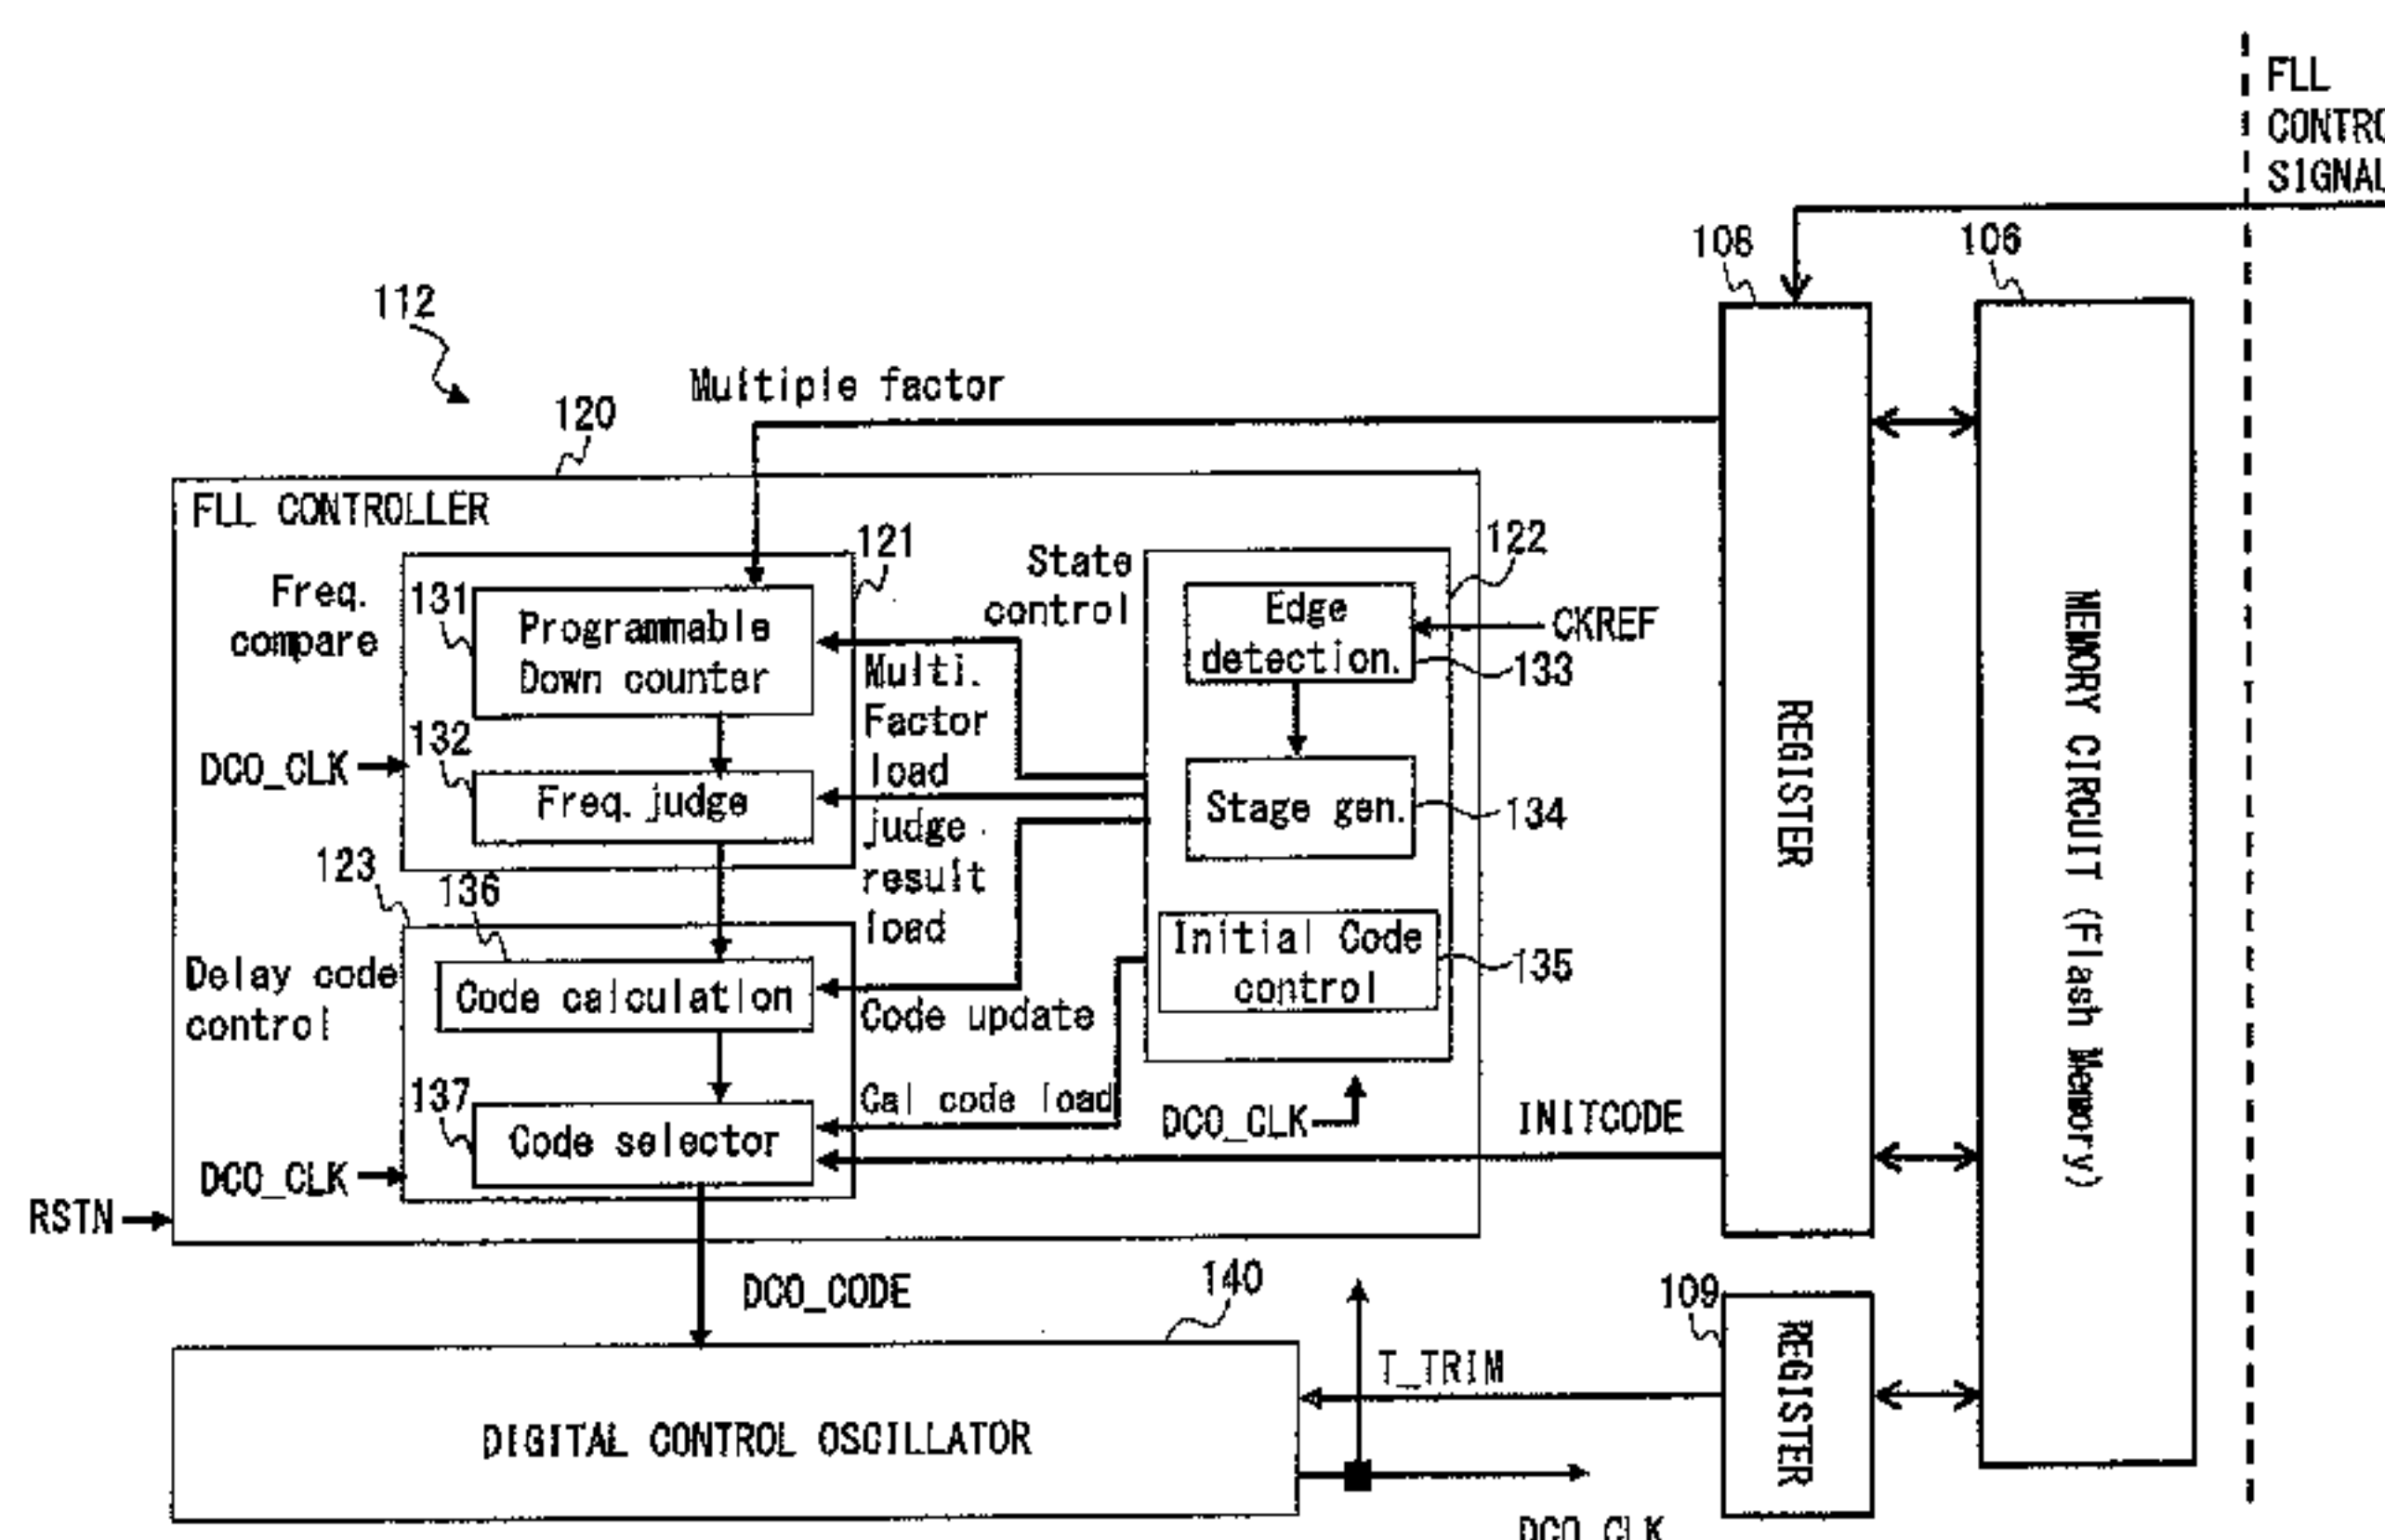 FLL
CONTRO
SIGNAL
108
106
112
Multiple factor
120
FLL CONTROLLER
121
122
State
control
Freq.
compare
131
Programmable
Down counter
Edge
detection.
CKREF
133
Multi.
Factor
load
132
DCO_CLK
Freq. judge
Stage gen.
134
judge
result
load
123
136
Delay code
control
Code calculation
Code update
Initial Code
control
135
137
Code selector
Cal code load
DCO_CLK
INITCODE
DCO_CLK
RSTN
REGISTER
MEMORY CIRCUIT (Flash Memory)
DCO_CODE
140
109
T_TRIM
REGISTER
DIGITAL CONTROL OSCILLATOR
DCO_CLK